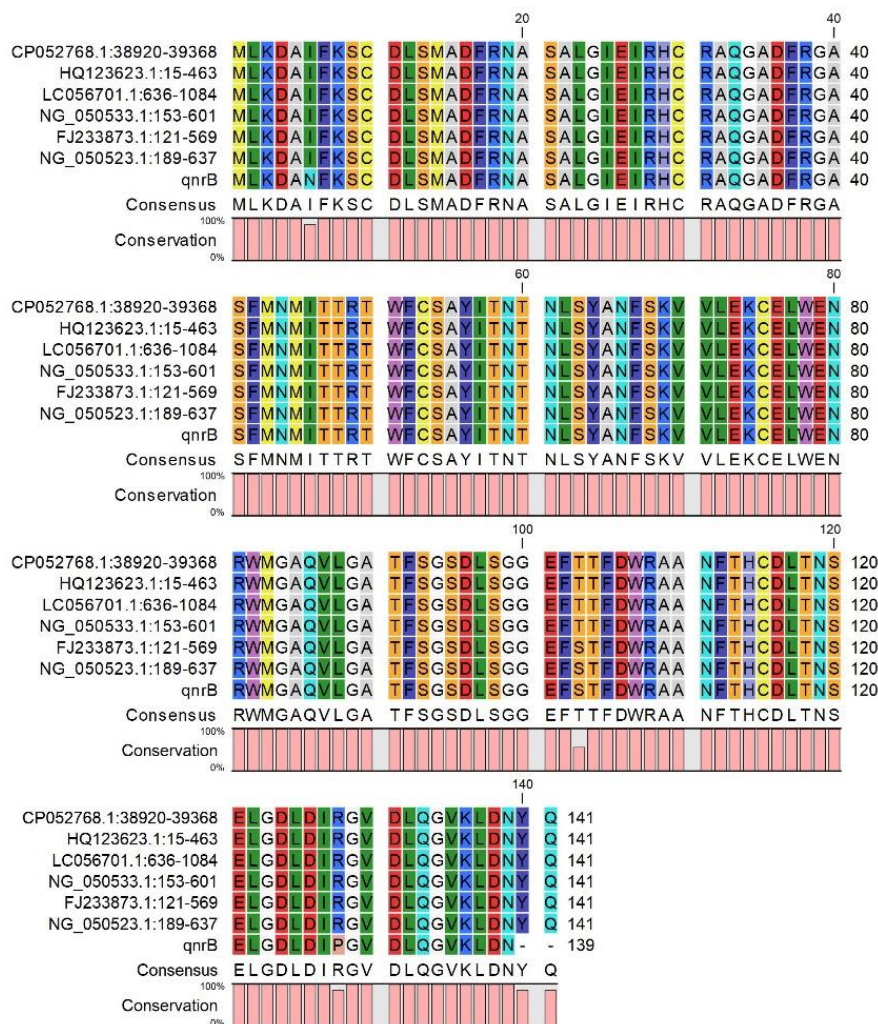 20
40
CP052768.1:38920-39368 MLKDAIFKSC DLSMADFRNA SALGIEIRHC RAQGADFRGA 40
HQ123623.1:15-463 MLKDAIFKSC DLSMADFRNA SALGIEIRHC RAQGADFRGA 40
LC056701.1:636-1084 MLKDAIFKSC DLSMADFRNA SALGIEIRHC RAQGADFRGA 40
NG_050533.1:153-601 MLKDAIFKSC DLSMADFRNA SALGIEIRHC RAQGADFRGA 40
FJ233873.1:121-569 MLKDAIFKSC DLSMADFRNA SALGIEIRHC RAQGADFRGA 40
NG_050523.1:189-637 MLKDAIFKSC DLSMADFRNA SALGIEIRHC RAQGADFRGA 40
qnrB MLKDANFKSC DLSMADFRNA SALGIEIRHC RAQGADFRGA 40
Consensus MLKDAIFKSC DLSMADFRNA SALGIEIRHC RAQGADFRGA
100%
Conservation
0%
60
80
CP052768.1:38920-39368 SFMNMITTRT WFCSAYITNT NLSYANFSKV VLEKCELWEN 80
HQ123623.1:15-463 SFMNMITTRT WFCSAYITNT NLSYANFSKV VLEKCELWEN 80
LC056701.1:636-1084 SFMNMITTRT WFCSAYITNT NLSYANFSKV VLEKCELWEN 80
NG_050533.1:153-601 SFMNMITTRT WFCSAYITNT NLSYANFSKV VLEKCELWEN 80
FJ233873.1:121-569 SFMNMITTRT WFCSAYITNT NLSYANFSKV VLEKCELWEN 80
NG_050523.1:189-637 SFMNMITTRT WFCSAYITNT NLSYANFSKV VLEKCELWEN 80
qnrB SFMNMITTRT WFCSAYITNT NLSYANFSKV VLEKCELWEN 80
Consensus SFMNMITTRT WFCSAYITNT NLSYANFSKV VLEKCELWEN
100%
Conservation
0%
100
120
CP052768.1:38920-39368 RWMGAQVLGA TFSGSDLSGG EFTTFDWRAA NFTHCDLTNS 120
HQ123623.1:15-463 RWMGAQVLGA TFSGSDLSGG EFTTFDWRAA NFTHCDLTNS 120
LC056701.1:636-1084 RWMGAQVLGA TFSGSDLSGG EFTTFDWRAA NFTHCDLTNS 120
NG_050533.1:153-601 RWMGAQVLGA TFSGSDLSGG EFTTFDWRAA NFTHCDLTNS 120
FJ233873.1:121-569 RWMGAQVLGA TFSGSDLSGG EFSTFDWRAA NFTHCDLTNS 120
NG_050523.1:189-637 RWMGAQVLGA TFSGSDLSGG EFSTFDWRAA NFTHCDLTNS 120
qnrB RWMGAQVLGA TFSGSDLSGG EFSTFDWRAA NFTHCDLTNS 120
Consensus RWMGAQVLGA TFSGSDLSGG EFTTFDWRAA NFTHCDLTNS
100%
Conservation
0%
140
CP052768.1:38920-39368 ELGDLDIRGV DLQGVKLDNY Q 141
HQ123623.1:15-463 ELGDLDIRGV DLQGVKLDNY Q 141
LC056701.1:636-1084 ELGDLDIRGV DLQGVKLDNY Q 141
NG_050533.1:153-601 ELGDLDIRGV DLQGVKLDNY Q 141
FJ233873.1:121-569 ELGDLDIRGV DLQGVKLDNY Q 141
NG_050523.1:189-637 ELGDLDIRGV DLQGVKLDNY Q 141
qnrB ELGDLDIPGV DLQGVKLDN- - 139
Consensus ELGDLDIRGV DLQGVKLDNY Q
100%
Conservation
0%